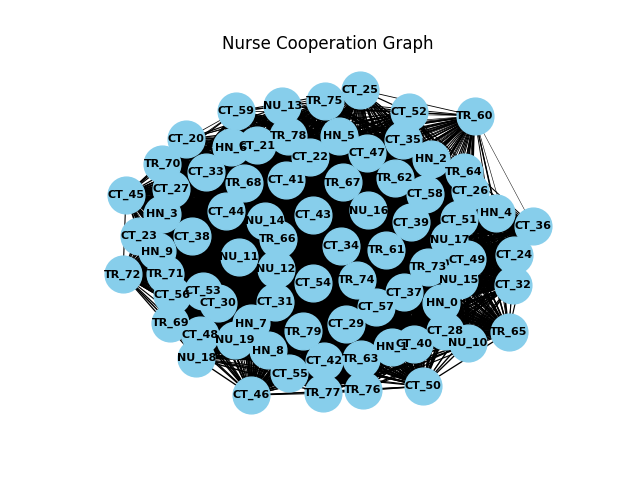 Nurse Cooperation Graph
CT_25
TR_75
NU_13
CT_59
CT_52
TR_60
CT_20
HN_6
CT_21
TR_78
HN_5
CT_35
CT_22
CT_47
HN_2
TR_70
CT_33
TR_64
CT_27
TR_68
CT_41
TR_67
TR_62
CT_26
CT_45
CT_58
HN_3
CT_44
NU_14
CT_43
NU_16
CT_39
CT_51
HN_4
CT_36
CT_23
CT_38
TR_66
NU_17
HN_9
NU_11
CT_34
TR_61
CT_24
TR_72
TR_71
NU_12
TR_73
CT_49
CT_56
CT_53
CT_30
CT_31
CT_54
TR_74
CT_37
NU_15
CT_32
CT_57
HN_0
TR_69
CT_48
HN_7
TR_79
CT_29
CT_28
TR_65
NU_19
HN_8
HN_1
CT_40
NU_10
NU_18
CT_42
TR_63
CT_55
CT_46
TR_77
TR_76
CT_50